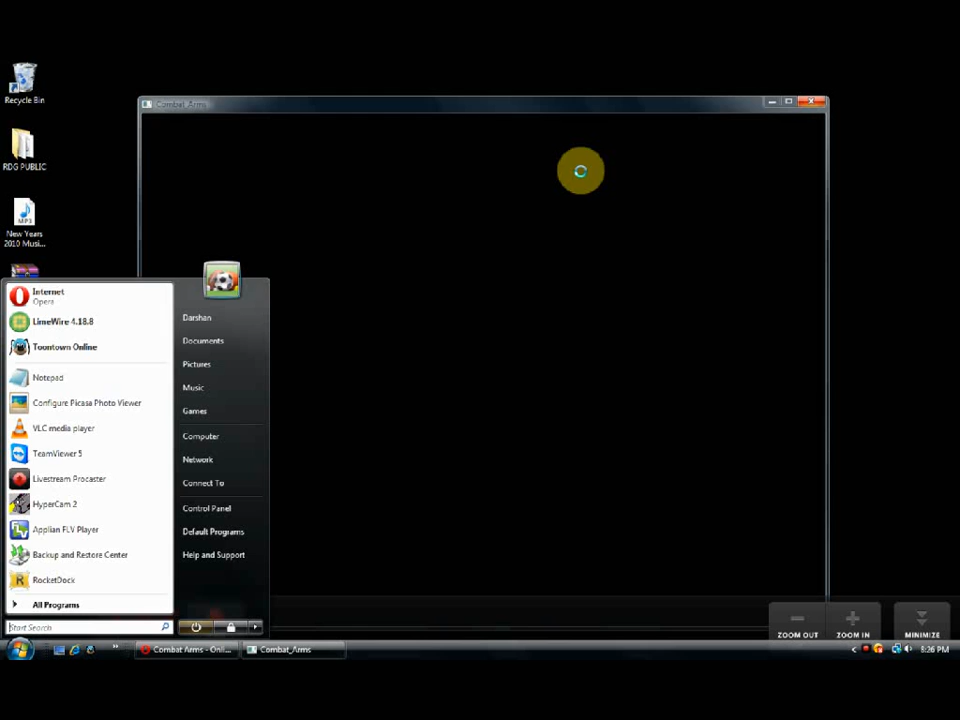 Recycle Bin
RDG PUBLIC
New Years
2010 Musi...
Combat_Arms
Internet
Opera
LimeWire 4.18.8
Toontown Online
Notepad
Configure Picasa Photo Viewer
VLC media player
TeamViewer 5
Livestream Procaster
HyperCam 2
Applian FLV Player
Backup and Restore Center
RocketDock
All Programs
Start Search
Darshan
Documents
Pictures
Music
Games
Computer
Network
Connect To
Control Panel
Default Programs
Help and Support
ZOOM OUT
ZOOM IN
MINIMIZE
Combat Arms - Onli...
Combat_Arms
8:26 PM